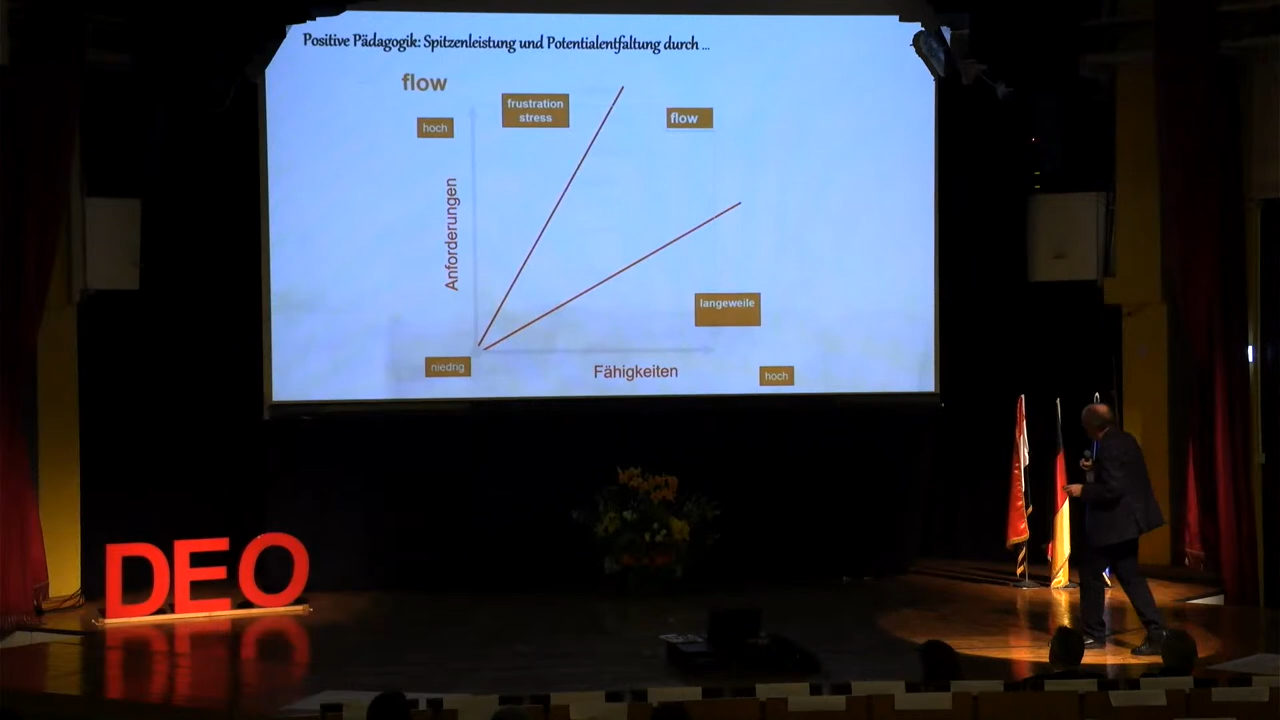 Positive Pädagogik: Spitzenleistung und Potentialentfaltung durch ...
flow
frustration
stress
flow
hoch
Anforderungen
langeweile
niedrig
Fähigkeiten
hoch
DEO